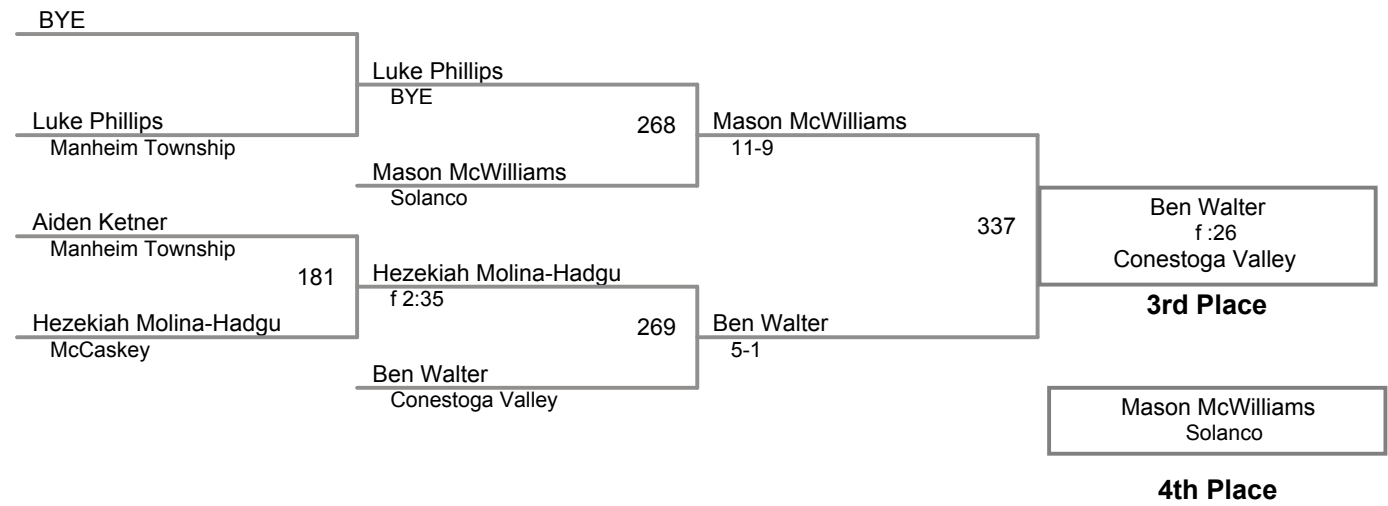 BYE
Luke Phillips
BYE
Luke Phillips
Manheim Township
268
Mason McWilliams
11-9
Mason McWilliams
Solanco
Aiden Ketner
Manheim Township
181
Hezekiah Molina-Hadgu
f 2:35
Hezekiah Molina-Hadgu
McCaskey
269
Ben Walter
5-1
Ben Walter
Conestoga Valley
337
Ben Walter
f :26
Conestoga Valley
3rd Place
Mason McWilliams
Solanco
4th Place